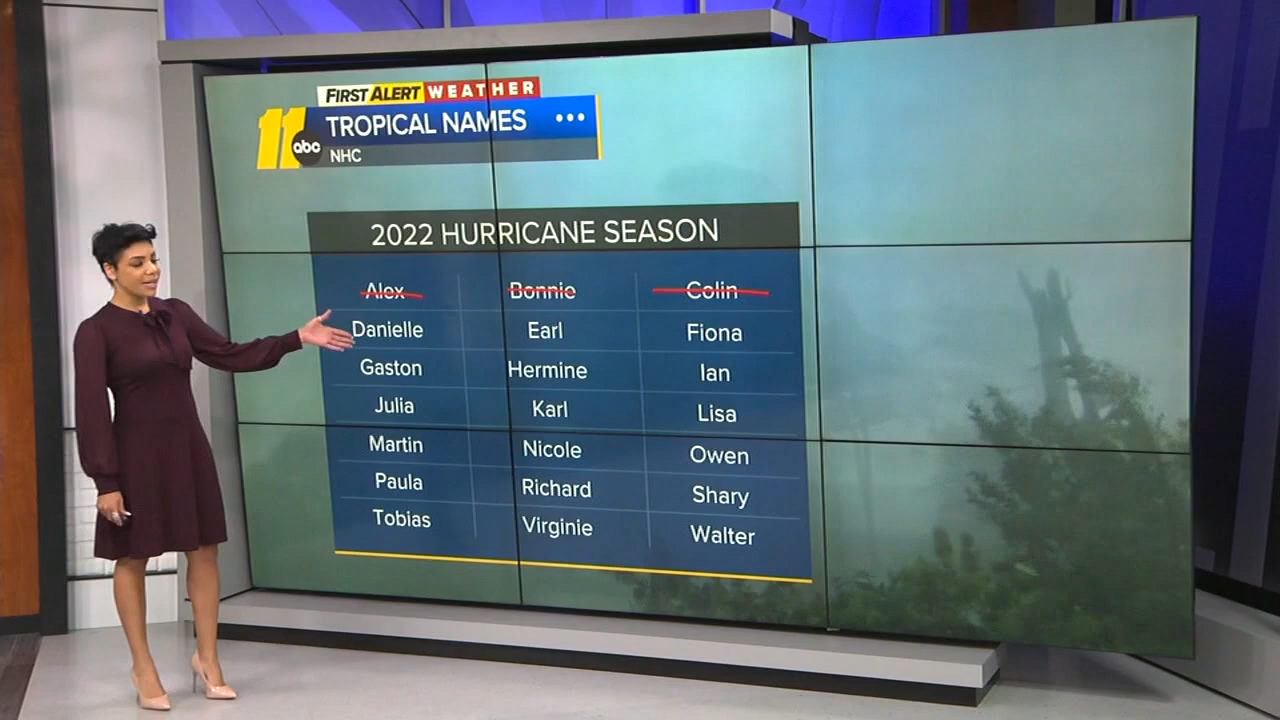 FIRST ALERT WEATHER
11 abc
TROPICAL NAMES
NHC
2022 HURRICANE SEASON
Alex Bonnie Colin
Danielle Earl Fiona
Gaston Hermine Ian
Julia Karl Lisa
Martin Nicole Owen
Paula Richard Shary
Tobias Virginie Walter